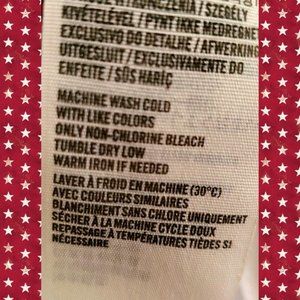 KIVÉTELÉVEL / PYNT IKKE MEDREGNET
EXCLUSIVO DO DETALHE / AFWERKING
UITGESLUIT / EXCLUSIVAMENTE DO
ENFEITE / SÜS HARİÇ
MACHINE WASH COLD
WITH LIKE COLORS
ONLY NON-CHLORINE BLEACH
TUMBLE DRY LOW
WARM IRON IF NEEDED
LAVER À FROID EN MACHINE (30°C)
AVEC COULEURS SIMILAIRES
BLANCHIMENT SANS CHLORE UNIQUEMENT
SÉCHER À LA MACHINE CYCLE DOUX
REPASSAGE À TEMPÉRATURES TIÈDES SI
NÉCESSAIRE